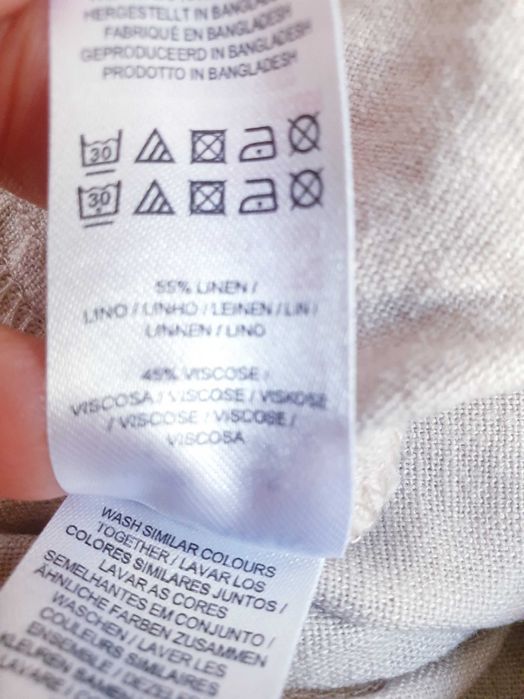 HERGESTELLT IN BANGLADESH
FABRIQUÉ EN BANGLADESH
GEPRODUCEERD IN BANGLADESH
PRODOTTO IN BANGLADESH
30
30
55% LINEN /
LINO / LINHO / LEINEN / LIN /
LINNEN / LINO
45% VISCOSE /
VISCOSA / VISCOSE / VISKOSE
/ VISCOSE / VISCOSE /
VISCOSA
WASH SIMILAR COLOURS
TOGETHER / LAVAR LOS
COLORES SIMILARES JUNTOS /
LAVAR AS CORES
SEMELHANTES EM CONJUNTO /
ÄHNLICHE FARBEN ZUSAMMEN
WASCHEN / LAVER LES
COULEURS SIMILAIRES
ENSEMBLE /
KLEUREN
LAVARE /